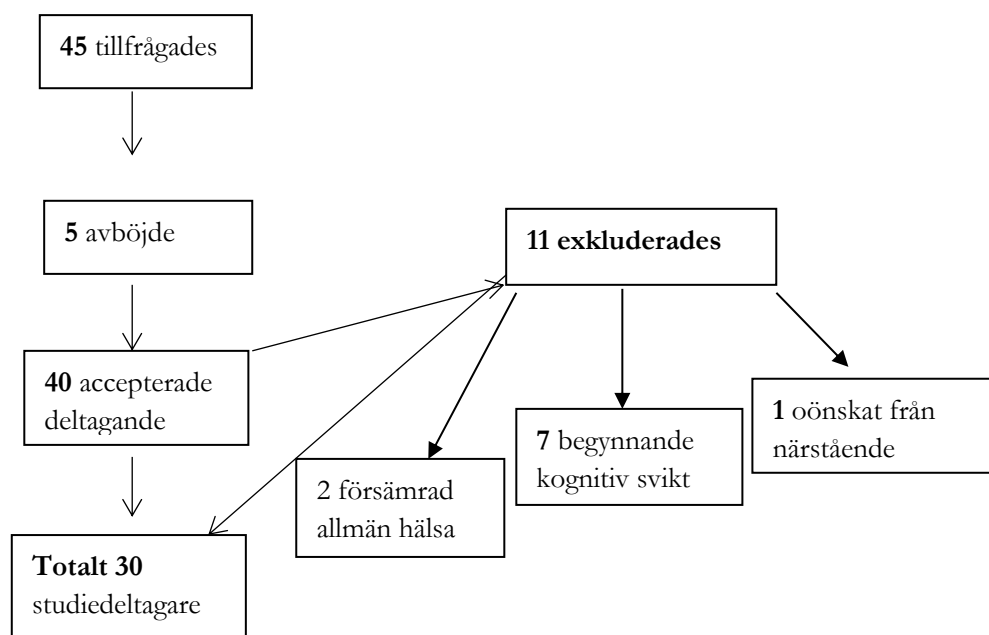 45 tillfrågades
5 avböjde
11 exkluderades
40 accepterade
deltagande
1 oönskat från
närstående
7 begynnande
kognitiv svikt
2 försämrad
allmän hälsa
Totalt 30
studiedeltagare